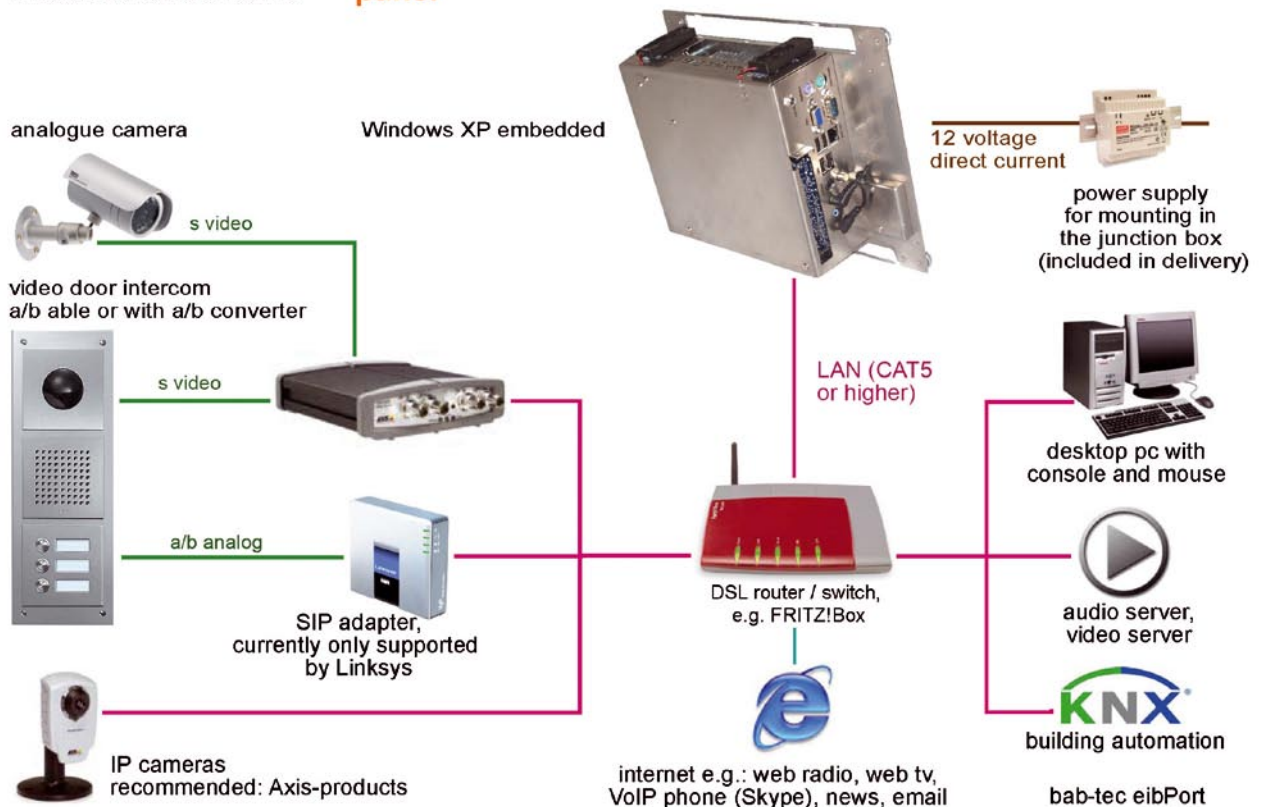 analogue camera
Windows XP embedded
12 voltage
direct current
s video
power supply
for mounting in
the junction box
(included in delivery)
video door intercom
a/b able or with a/b converter
s video
LAN (CAT5
or higher)
desktop pc with
console and mouse
a/b analog
DSL router / switch,
e.g. FRITZ!Box
SIP adapter,
currently only supported
by Linksys
audio server,
video server
KNX
building automation
IP cameras
recommended: Axis-products
internet e.g.: web radio, web tv,
VoIP phone (Skype), news, email
bab-tec eibPort